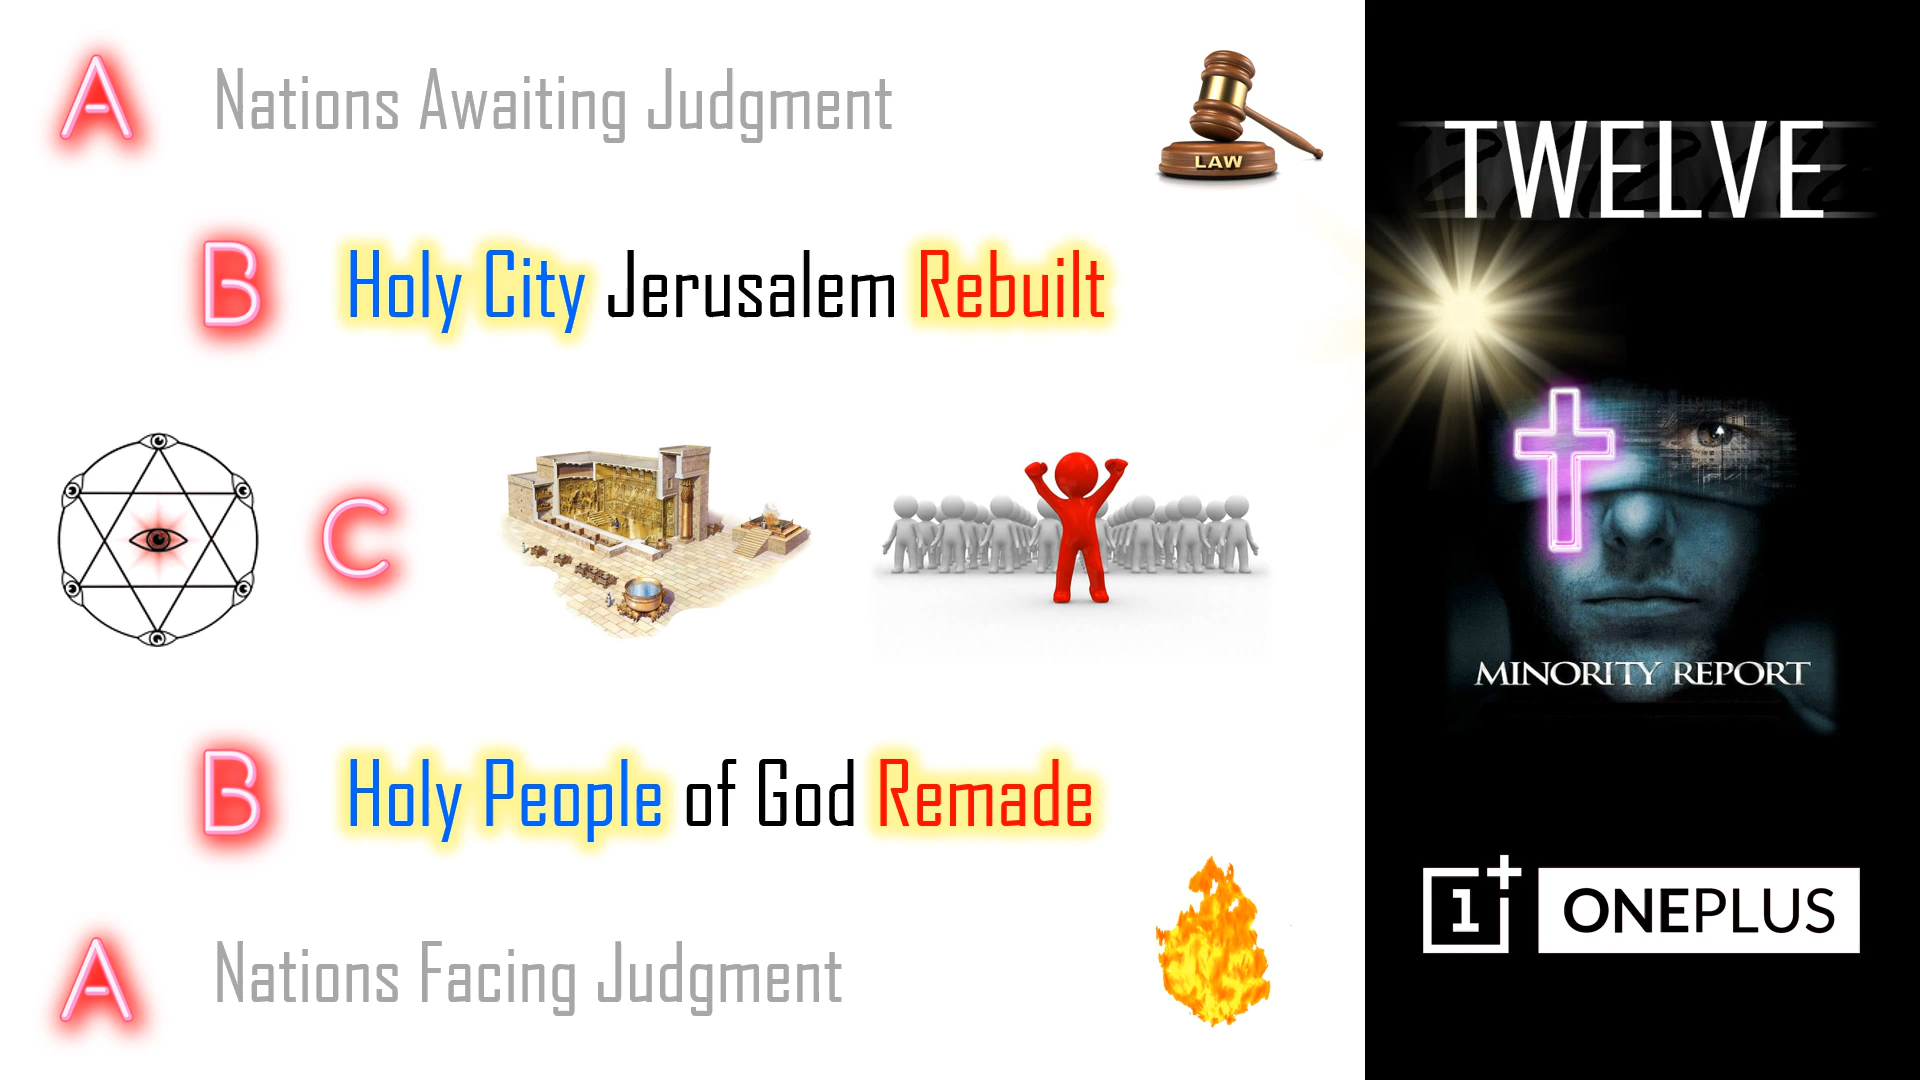 A Nations Awaiting Judgment
LAW
B Holy City Jerusalem Rebuilt
C
B Holy People of God Remade
A Nations Facing Judgment
TWELVE
MINORITY REPORT
1+ ONEPLUS